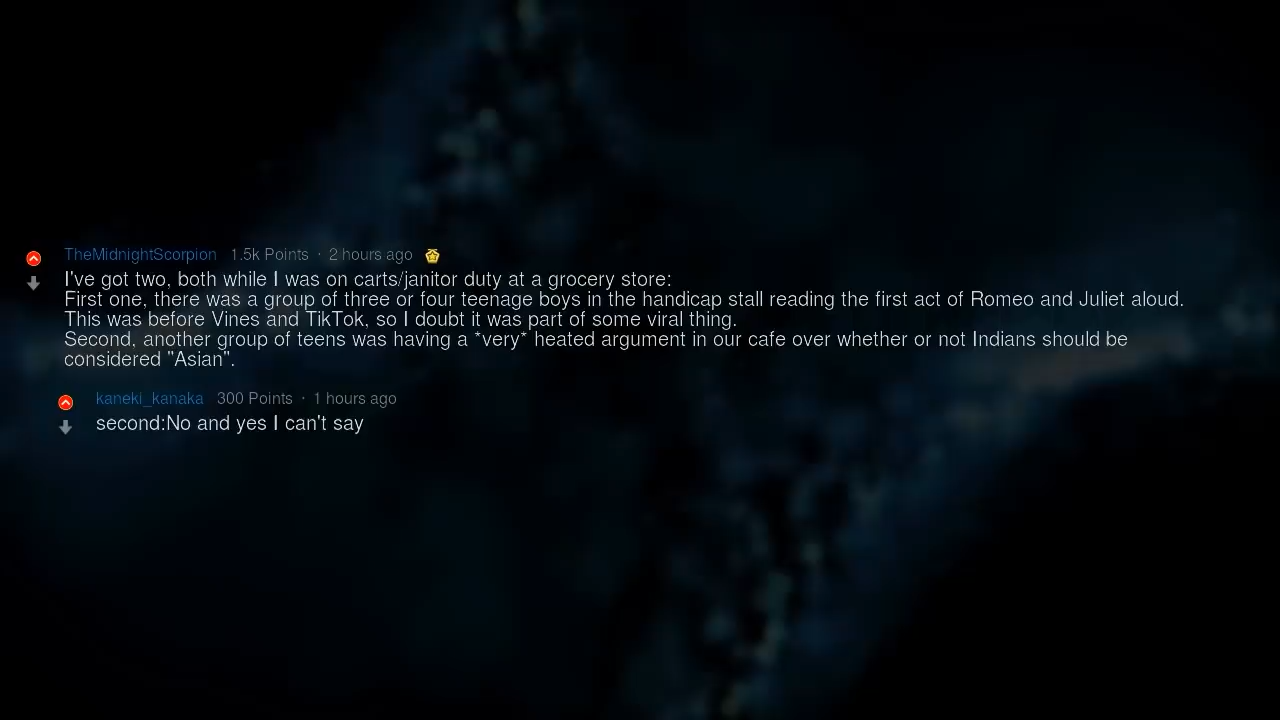 TheMidnightScorpion 1.5k Points · 2 hours ago
I've got two, both while I was on carts/janitor duty at a grocery store:
First one, there was a group of three or four teenage boys in the handicap stall reading the first act of Romeo and Juliet aloud.
This was before Vines and TikTok, so I doubt it was part of some viral thing.
Second, another group of teens was having a *very* heated argument in our cafe over whether or not Indians should be
considered "Asian".
kaneki_kanaka 300 Points · 1 hours ago
second:No and yes I can't say